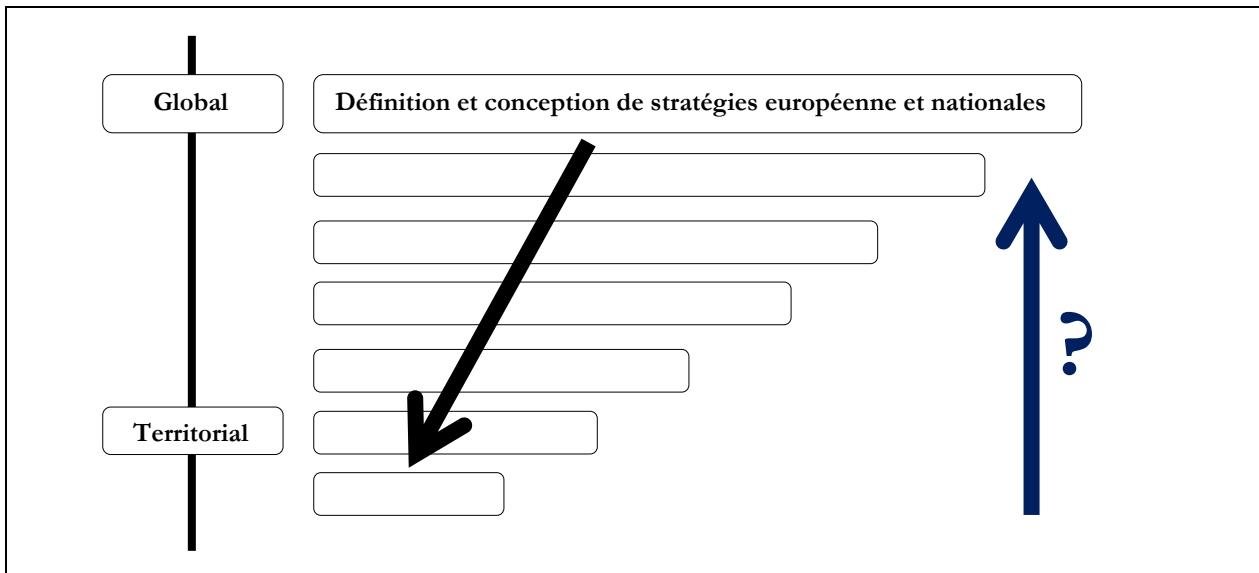 Global
Définition et conception de stratégies européenne et nationales
?
Territorial